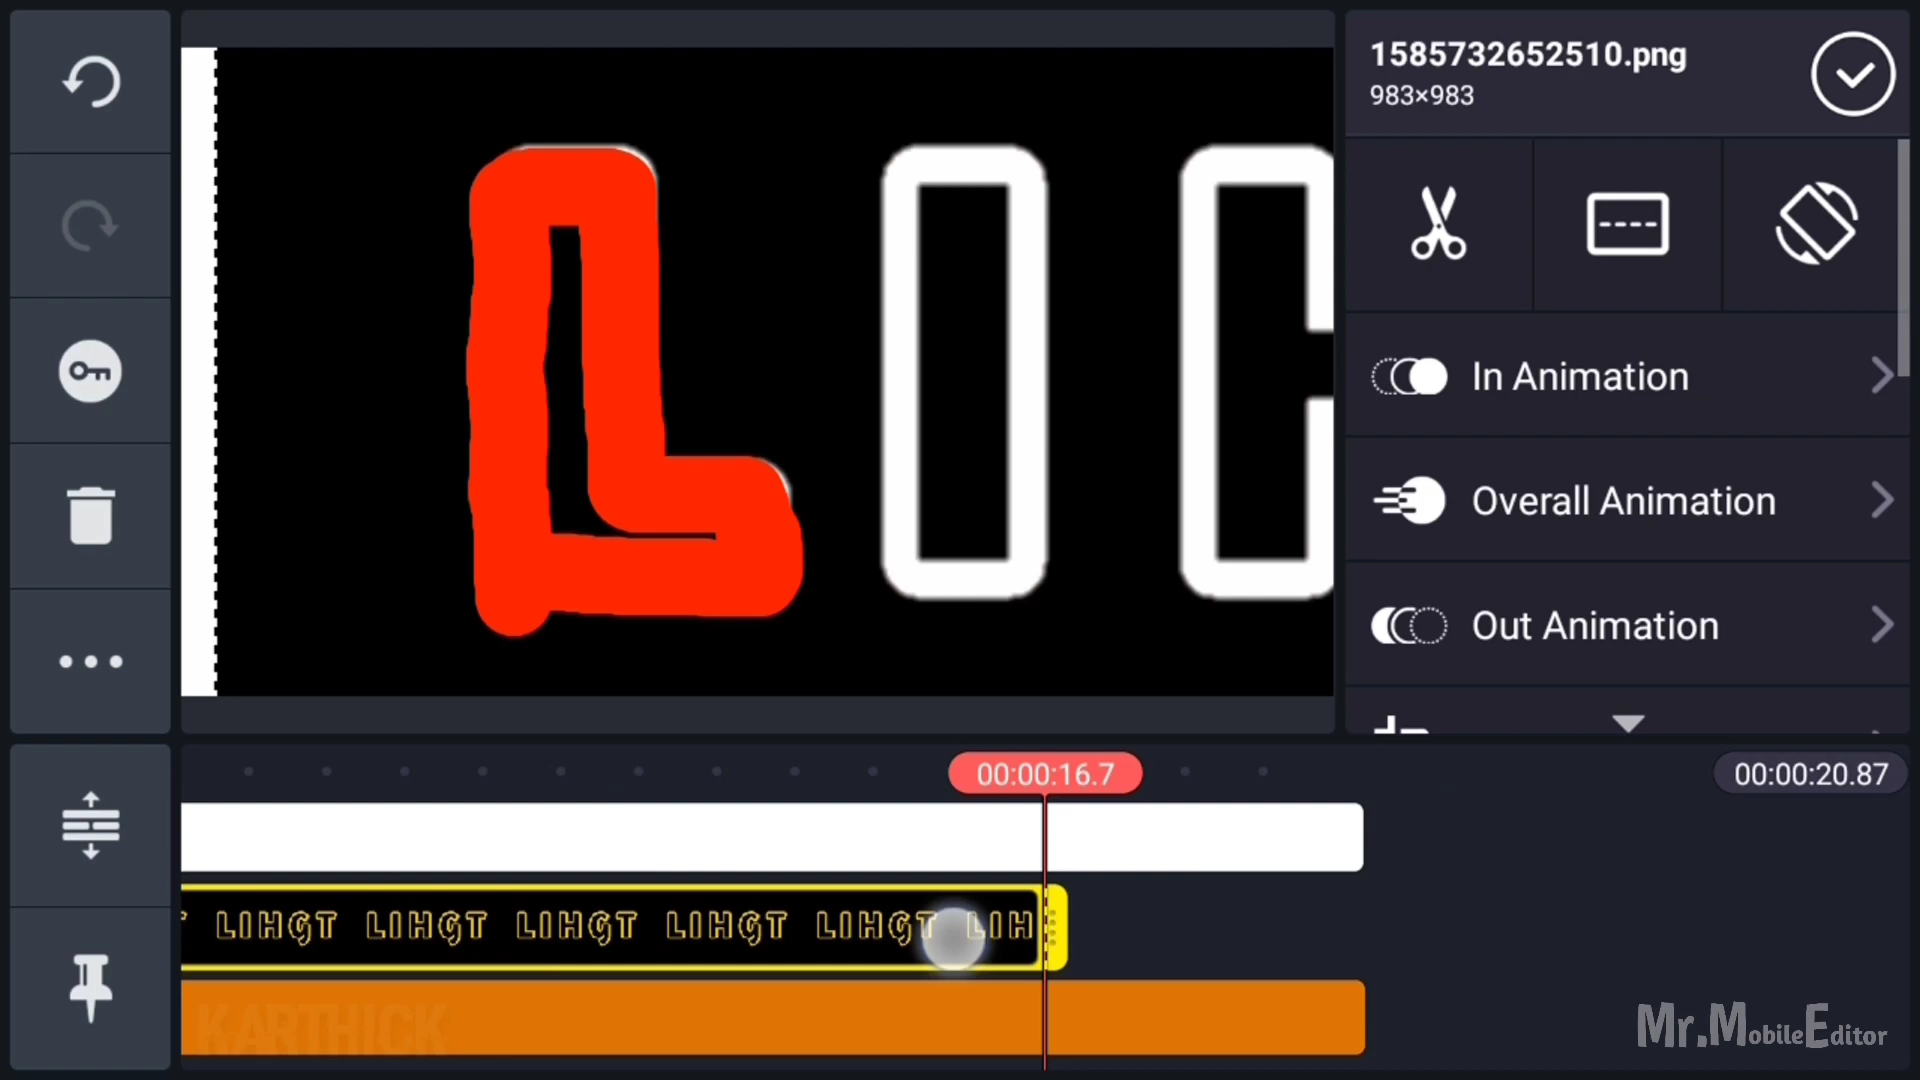 1585732652510.png
983×983
In Animation
Overall Animation
Out Animation
LIC
00:00:16.7
00:00:20.87
LIHGT LIHGT LIHGT LIHGT LIHGT LIH
KARTHICK
Mr.MobileEditor